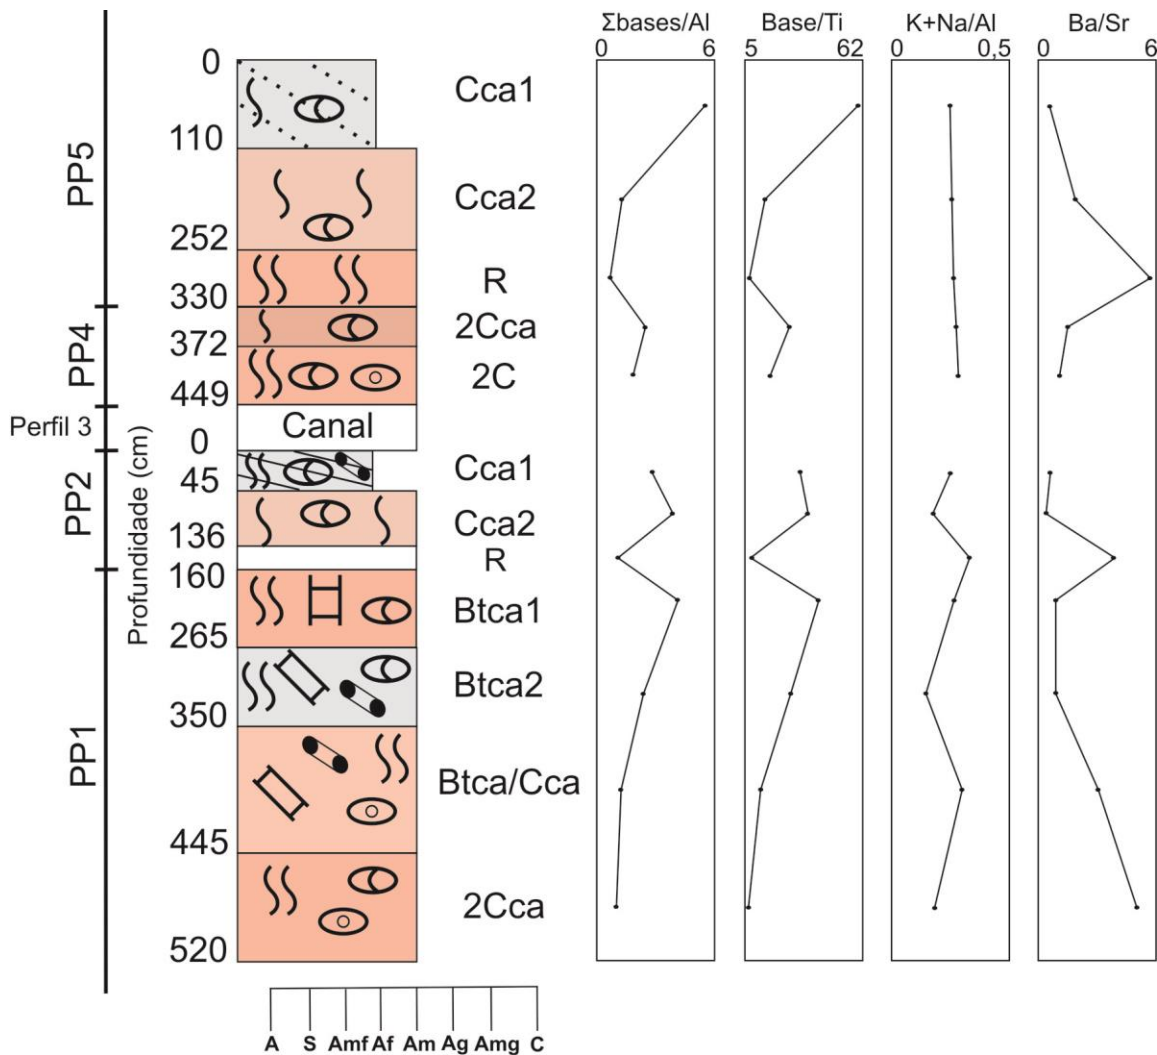 Σbases/Al Base/Ti K+Na/Al Ba/Sr
0 6 5 62 0 0,5 0 6
PP5
PP4
Perfil 3
PP2
PP1
Profundidade (cm)
0
Cca1
110
Cca2
252
R
330
2Cca
372
2C
449
Canal
0
Cca1
45
Cca2
136
R
160
Btca1
265
Btca2
350
Btca/Cca
445
2Cca
520
A S Amf Af Am Ag Amg C